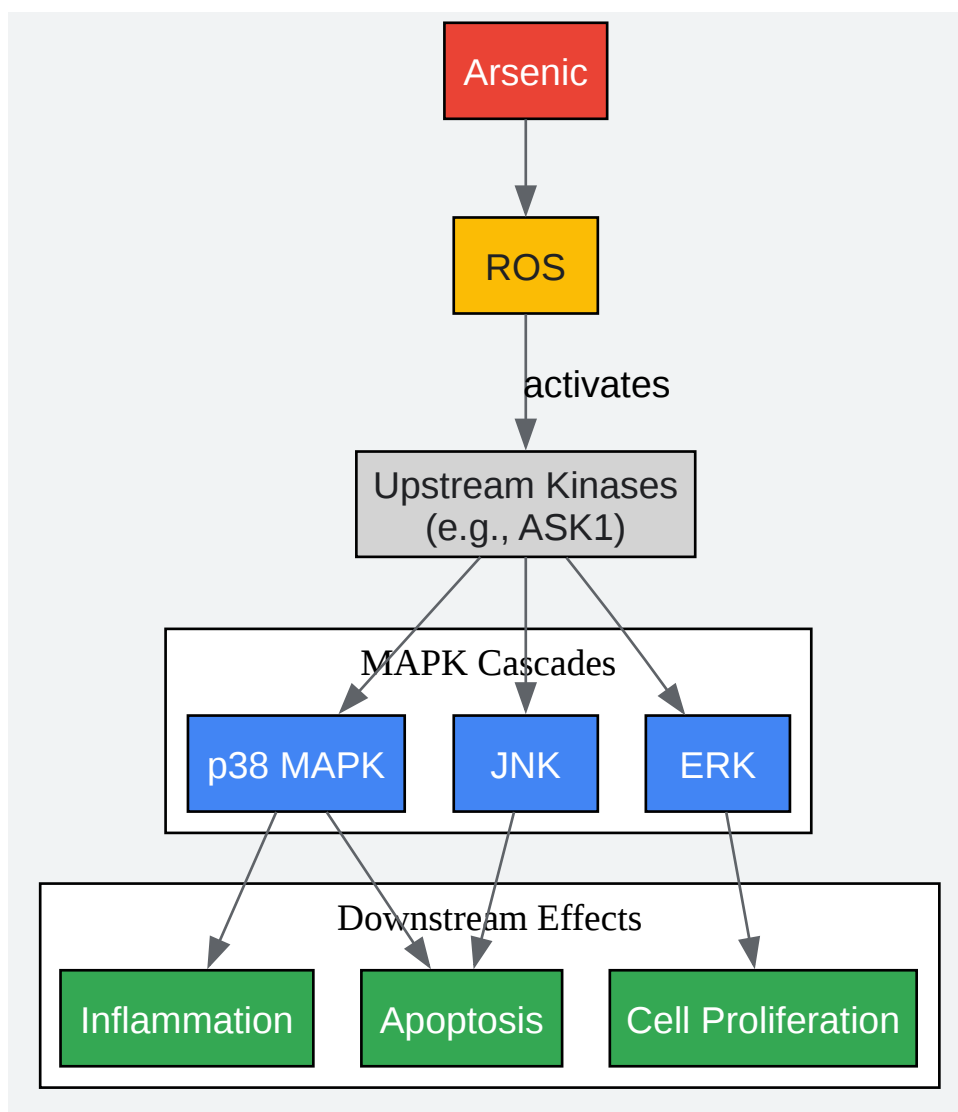 Arsenic
ROS
activates
Upstream Kinases
(e.g., ASK1)
MAPK Cascades
p38 MAPK
JNK
ERK
Downstream Effects
Inflammation
Apoptosis
Cell Proliferation